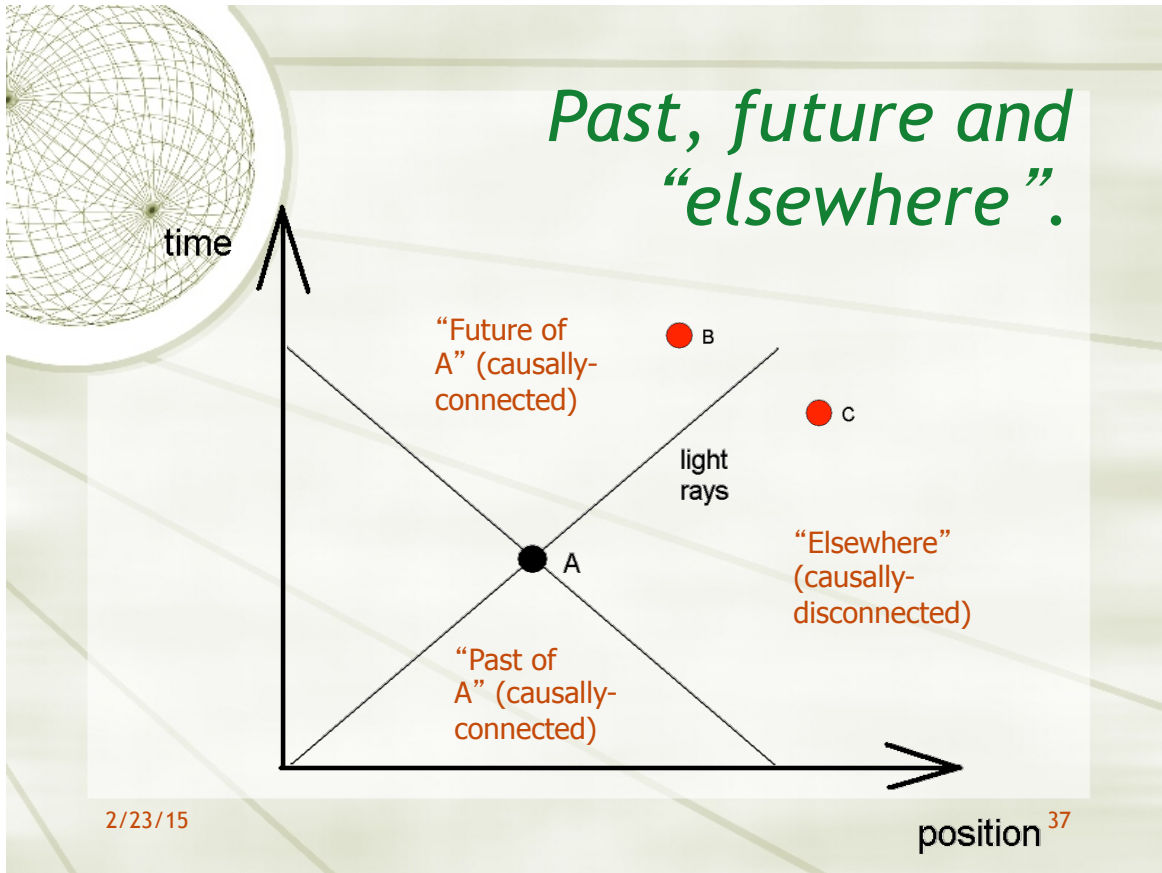 Past, future and
“elsewhere”.
time
“Future of
A” (causally-
connected)
B
C
light
rays
A
“Elsewhere”
(causally-
disconnected)
“Past of
A” (causally-
connected)
2/23/15
position
37